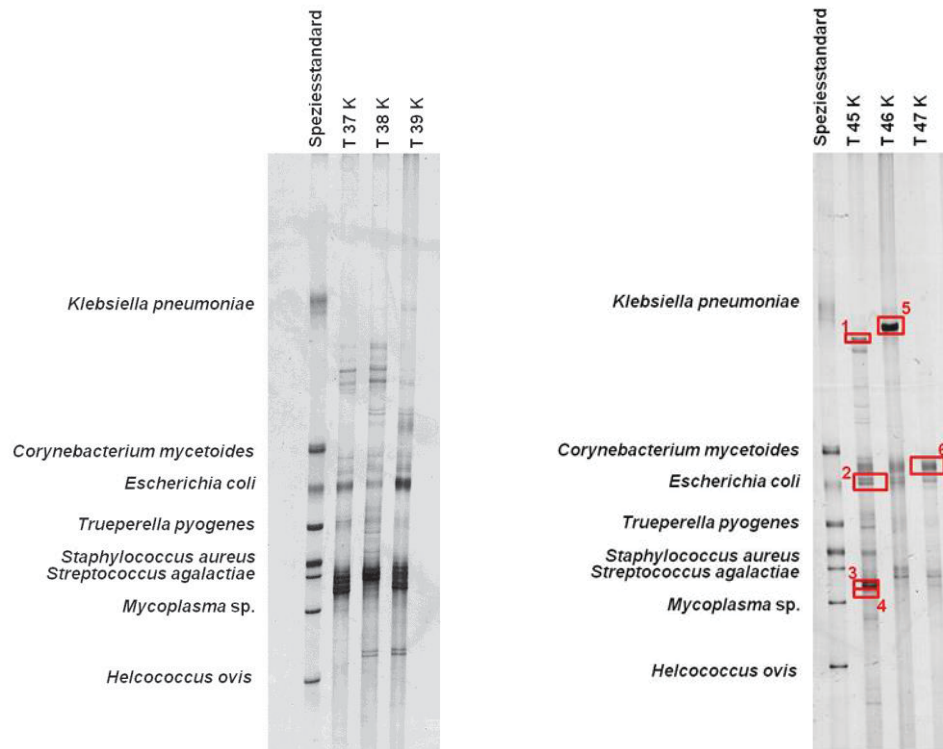 Speziesstandard
T 37 K
T 38 K
T 39 K
Klebsiella pneumoniae
Corynebacterium mycetoides
Escherichia coli
Trueperella pyogenes
Staphylococcus aureus
Streptococcus agalactiae
Mycoplasma sp.
Helcococcus ovis
Speziesstandard
T 45 K
T 46 K
T 47 K
Klebsiella pneumoniae
Corynebacterium mycetoides
Escherichia coli
Trueperella pyogenes
Staphylococcus aureus
Streptococcus agalactiae
Mycoplasma sp.
Helcococcus ovis
1
5
2
6
3
4